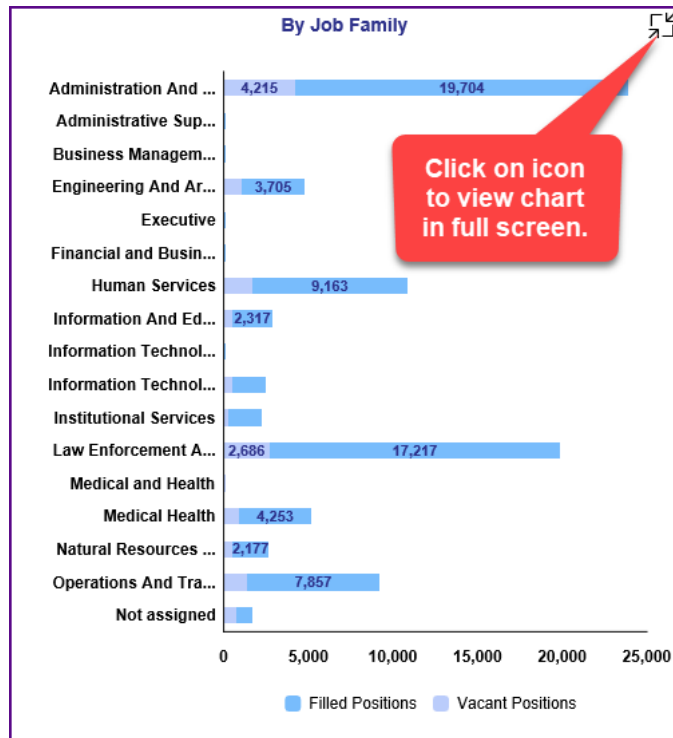 By Job Family
Administration And ... 4,215 19,704
Administrative Sup...
Business Managem...
Engineering And Ar... 3,705
Executive
Financial and Busin...
Human Services 9,163
Information And Ed... 2,317
Information Technol...
Information Technol...
Institutional Services
Law Enforcement A... 2,686 17,217
Medical and Health
Medical Health 4,253
Natural Resources ... 2,177
Operations And Tra... 7,857
Not assigned
Click on icon
to view chart
in full screen.
0 5,000 10,000 15,000 20,000 25,000
Filled Positions Vacant Positions